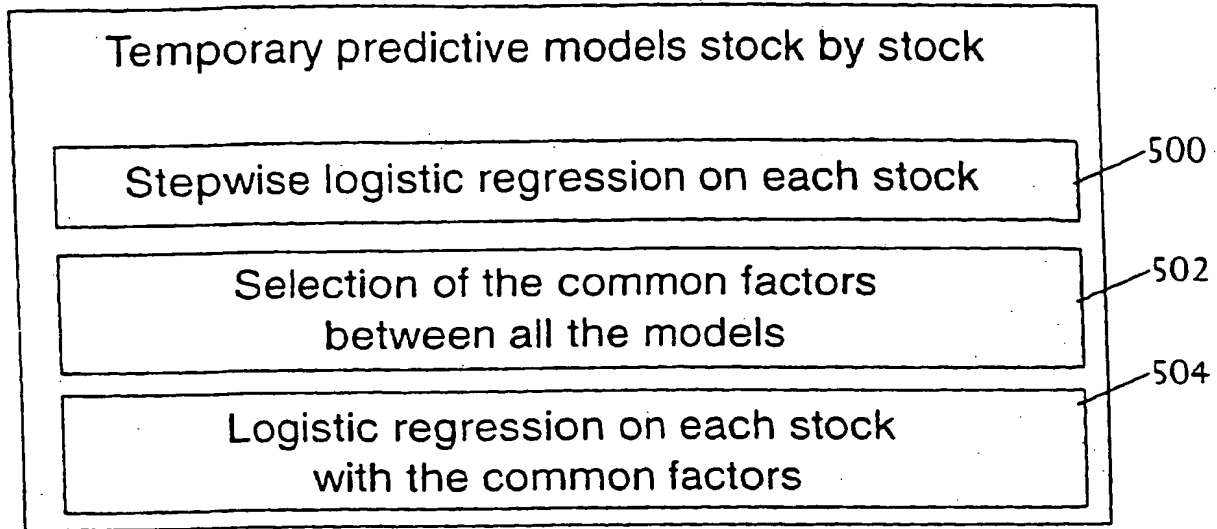 Temporary predictive models stock by stock
Stepwise logistic regression on each stock
500
Selection of the common factors
between all the models
502
Logistic regression on each stock
with the common factors
504